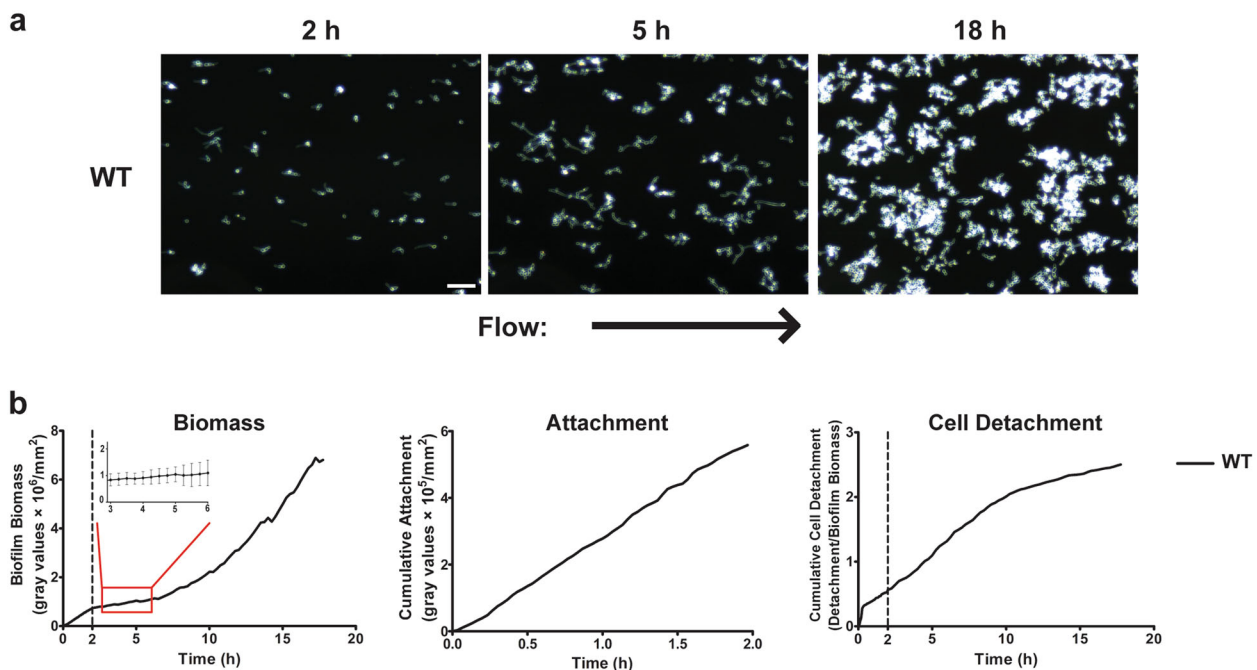 a
2 h
5 h
18 h
WT
Flow:
b
Biomass
Biofilm Biomass
(gray values × 10⁶/mm²)
8
6
4
2
0
0
2
5
10
15
20
Time (h)
2
1
0
3
4
5
6
Attachment
Cumulative Attachment
(gray values × 10⁵/mm²)
6
4
2
0
0.0
0.5
1.0
1.5
2.0
Time (h)
Cell Detachment
Cumulative Cell Detachment
(Detachment/Biofilm Biomass)
3
2
1
0
0
2
5
10
15
20
Time (h)
WT